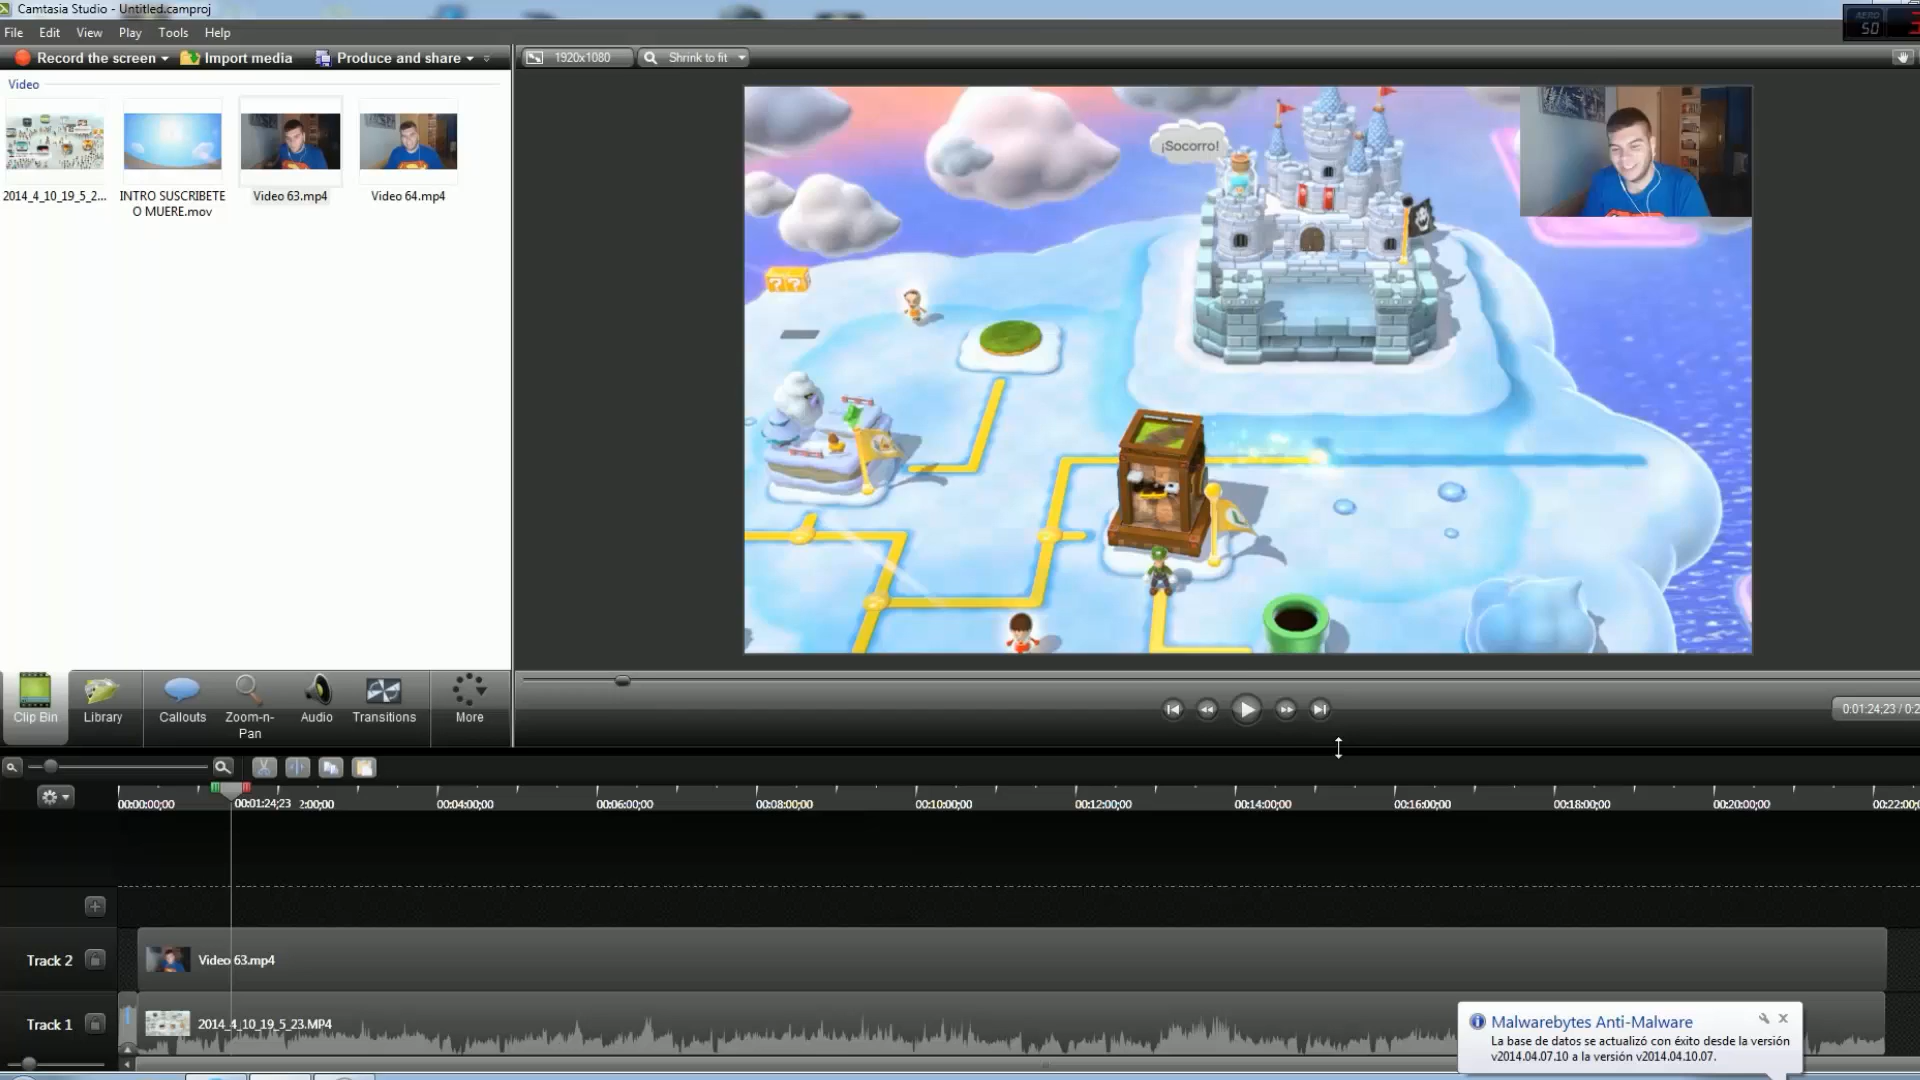 Camtasia Studio - Untitled.camproj
File Edit View Play Tools Help
Record the screen Import media Produce and share
1920x1080 Shrink to fit
AERO
50
Video
2014_4_10_19_5_2...
INTRO SUSCRIBETE
O MUERE.mov
Video 63.mp4
Video 64.mp4
¡Socorro!
Clip Bin
Library
Callouts
Zoom-n-
Pan
Audio
Transitions
More
0:01:24;23 / 0:2
00:00:00;00 00:01:24;23 2:00;00 00:04:00;00 00:06:00;00 00:08:00;00 00:10:00;00 00:12:00;00 00:14:00;00 00:16:00;00 00:18:00;00 00:20:00;00 00:22:00;0
Track 2
Video 63.mp4
Track 1
2014_4_10_19_5_23.MP4
Malwarebytes Anti-Malware
La base de datos se actualizó con éxito desde la versión
v2014.04.07.10 a la versión v2014.04.10.07.